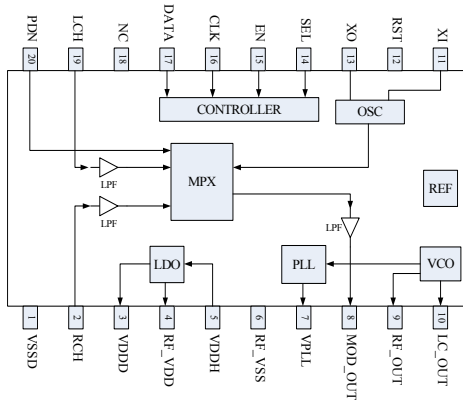 PDN
LCH
NC
DATA
CLK
EN
SEL
XO
RST
XI
20
19
18
17
16
15
14
13
12
11
CONTROLLER
OSC
MPX
LPF
LPF
REF
LPF
LDO
PLL
VCO
1
2
3
4
5
6
7
8
9
10
VSSD
RCH
VDDD
RF_VDD
VDDH
RF_VSS
VPLL
MOD_OUT
RF_OUT
LC_OUT